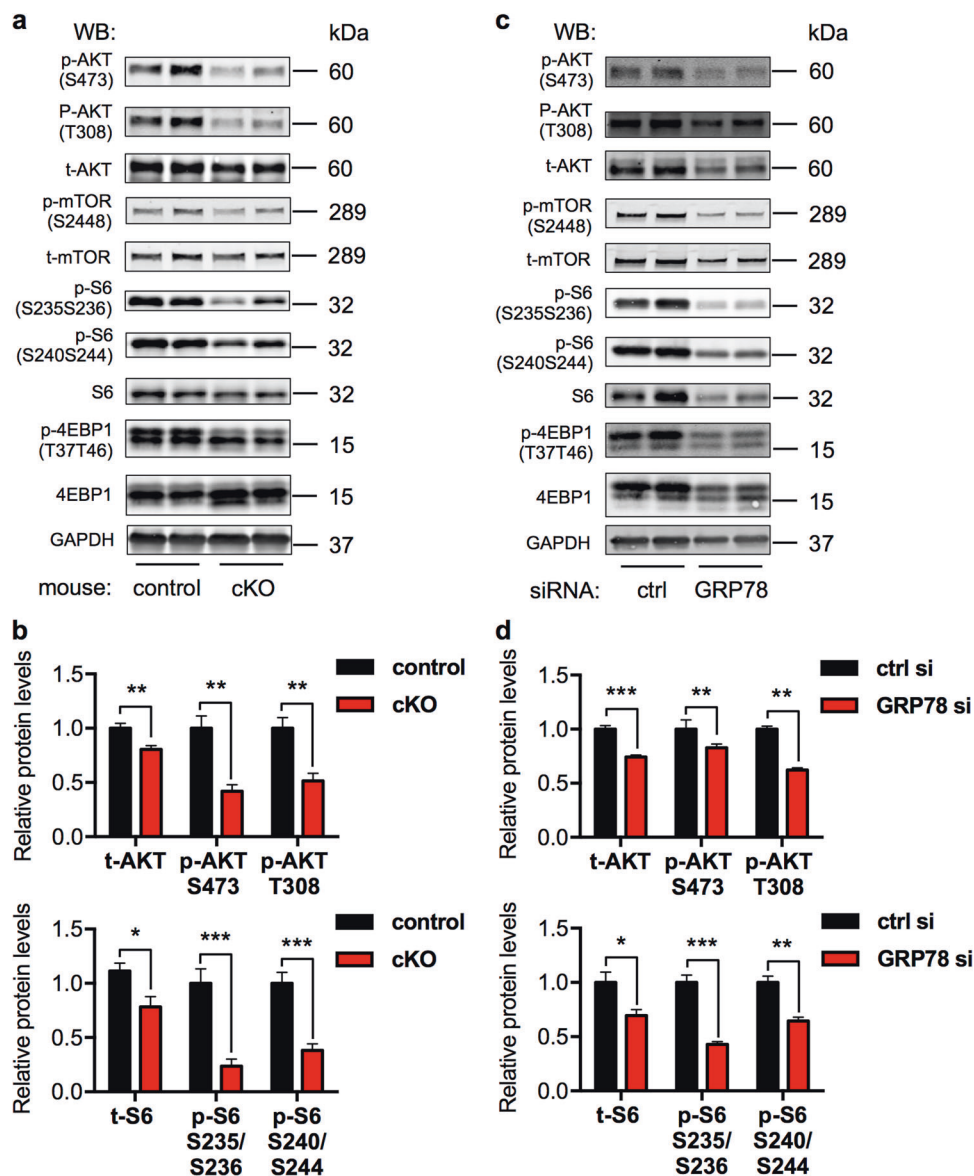 a
WB: kDa
p-AKT
(S473) 60
P-AKT
(T308) 60
t-AKT 60
p-mTOR
(S2448) 289
t-mTOR 289
p-S6
(S235S236) 32
p-S6
(S240S244) 32
S6 32
p-4EBP1
(T37T46) 15
4EBP1 15
GAPDH 37
mouse: control cKO
c
WB: kDa
p-AKT
(S473) 60
P-AKT
(T308) 60
t-AKT 60
p-mTOR
(S2448) 289
t-mTOR 289
p-S6
(S235S236) 32
p-S6
(S240S244) 32
S6 32
p-4EBP1
(T37T46) 15
4EBP1 15
GAPDH 37
siRNA: ctrl GRP78
b
Relative protein levels
1.5
1.0
0.5
0.0
** ** **
control
cKO
t-AKT p-AKT p-AKT
S473 T308
Relative protein levels
1.5
1.0
0.5
0.0
* *** ***
control
cKO
t-S6 p-S6 p-S6
S235/ S240/
S236 S244
d
Relative protein levels
1.5
1.0
0.5
0.0
*** ** **
ctrl si
GRP78 si
t-AKT p-AKT p-AKT
S473 T308
Relative protein levels
1.5
1.0
0.5
0.0
* *** **
ctrl si
GRP78 si
t-S6 p-S6 p-S6
S235/ S240/
S236 S244